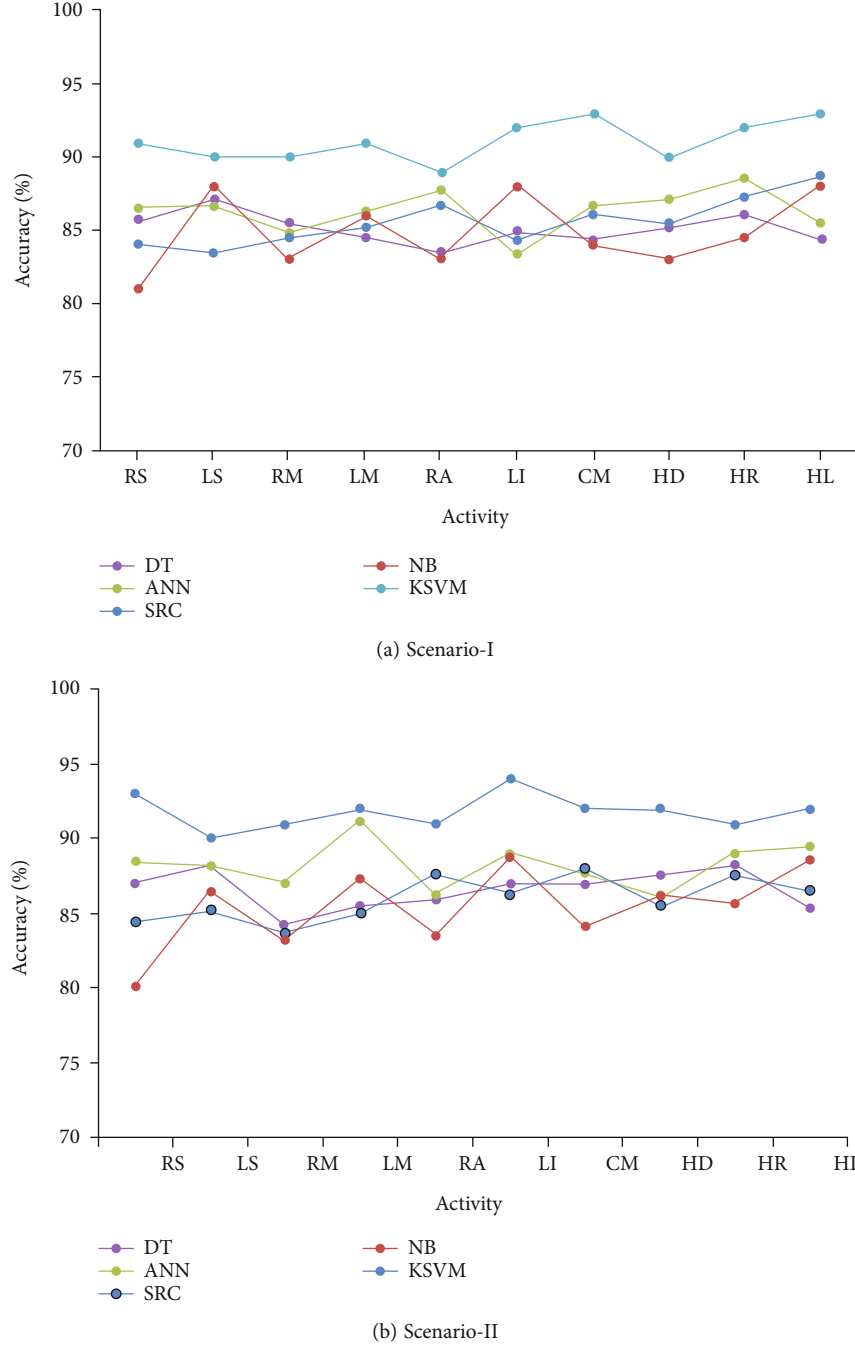 100
95
90
85
80
75
70
Accuracy (%)
RS LS RM LM RA LI CM HD HR HL
Activity
DT NB
ANN KSVM
SRC
(a) Scenario-I
100
95
90
85
80
75
70
Accuracy (%)
RS LS RM LM RA LI CM HD HR
Activity
DT NB
ANN KSVM
SRC
(b) Scenario-II